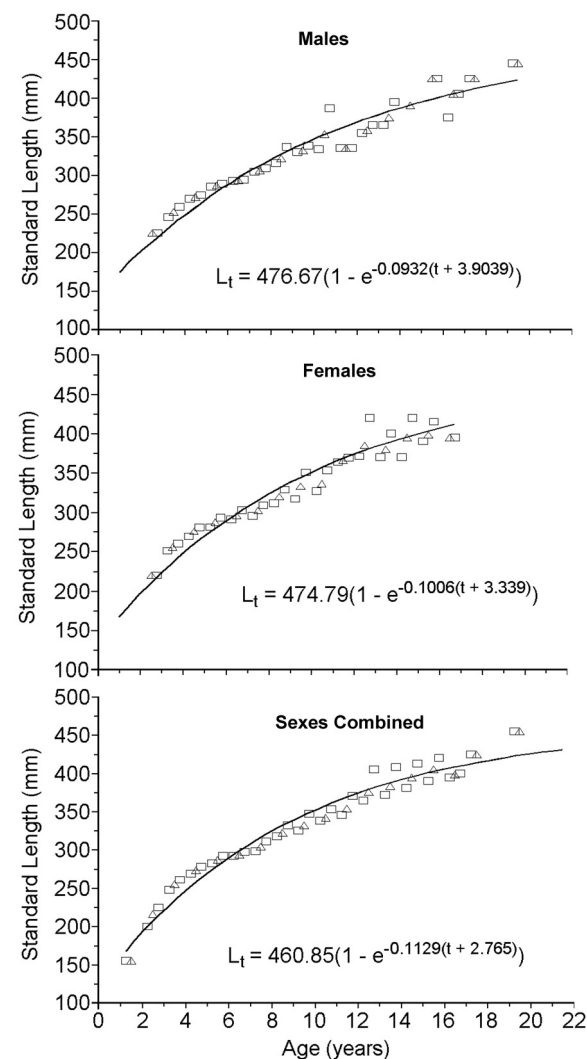 500
Males
450
400
350
300
250
200
150
100
Standard Length (mm)
L_t = 476.67(1 - e^-0.0932(t + 3.9039))
500
Females
450
400
350
300
250
200
150
100
Standard Length (mm)
L_t = 474.79(1 - e^-0.1006(t + 3.339))
500
Sexes Combined
450
400
350
300
250
200
150
100
Standard Length (mm)
L_t = 460.85(1 - e^-0.1129(t + 2.765))
0 2 4 6 8 10 12 14 16 18 20 22
Age (years)